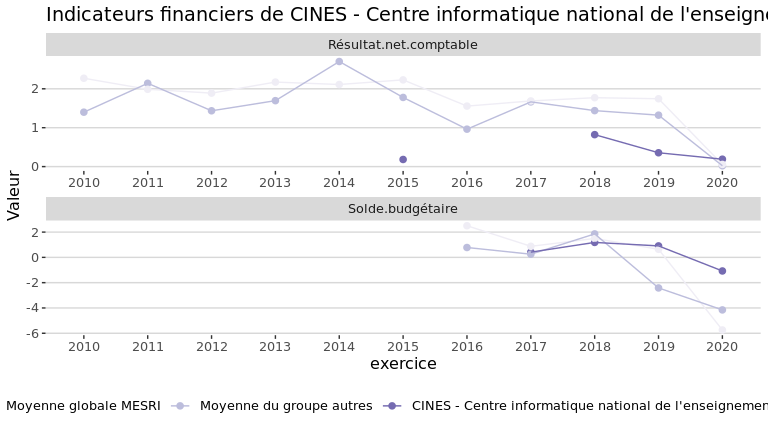 Indicateurs financiers de CINES - Centre informatique national de l'enseign
Résultat.net.comptable
2
1
0
2010 2011 2012 2013 2014 2015 2016 2017 2018 2019 2020
Valeur
Solde.budgétaire
2
0
-2
-4
-6
2010 2011 2012 2013 2014 2015 2016 2017 2018 2019 2020
exercice
Moyenne globale MESRI Moyenne du groupe autres CINES - Centre informatique national de l'enseignemen